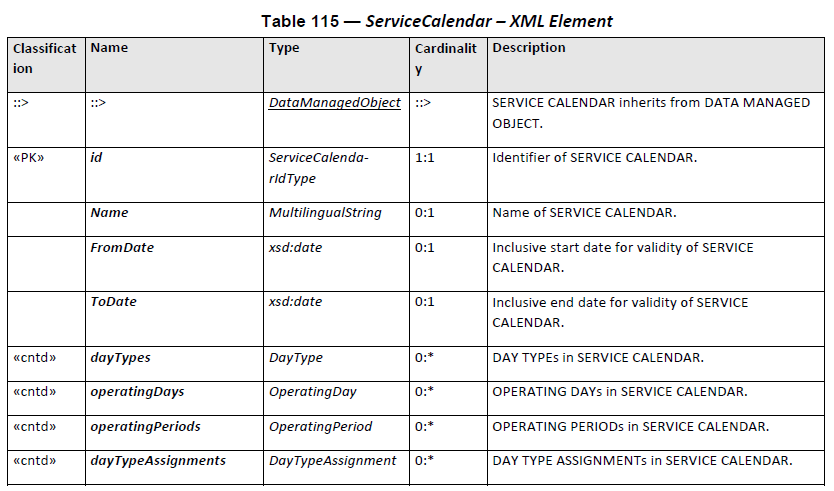 Table 115 — ServiceCalendar – XML Element
Classificat Name Type Cardinalit Description
ion y
::> ::> DataManagedObject ::> SERVICE CALENDAR inherits from DATA MANAGED
OBJECT.
«PK» id ServiceCalenda- 1:1 Identifier of SERVICE CALENDAR.
rIdType
Name MultilingualString 0:1 Name of SERVICE CALENDAR.
FromDate xsd:date 0:1 Inclusive start date for validity of SERVICE
CALENDAR.
ToDate xsd:date 0:1 Inclusive end date for validity of SERVICE
CALENDAR.
«cntd» dayTypes DayType 0:* DAY TYPEs in SERVICE CALENDAR.
«cntd» operatingDays OperatingDay 0:* OPERATING DAYs in SERVICE CALENDAR.
«cntd» operatingPeriods OperatingPeriod 0:* OPERATING PERIODs in SERVICE CALENDAR.
«cntd» dayTypeAssignments DayTypeAssignment 0:* DAY TYPE ASSIGNMENTs in SERVICE CALENDAR.